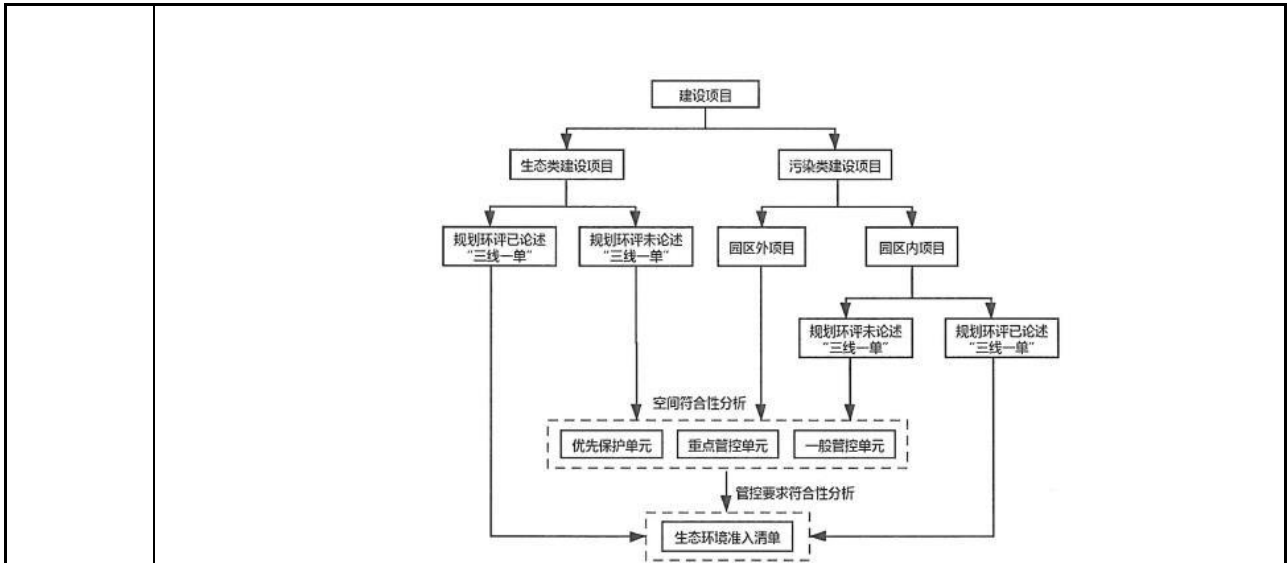 建设项目
生态类建设项目
污染类建设项目
规划环评已论述
“三线一单”
规划环评未论述
“三线一单”
园区外项目
园区内项目
规划环评未论述
“三线一单”
规划环评已论述
“三线一单”
空间符合性分析
优先保护单元
重点管控单元
一般管控单元
管控要求符合性分析
生态环境准入清单